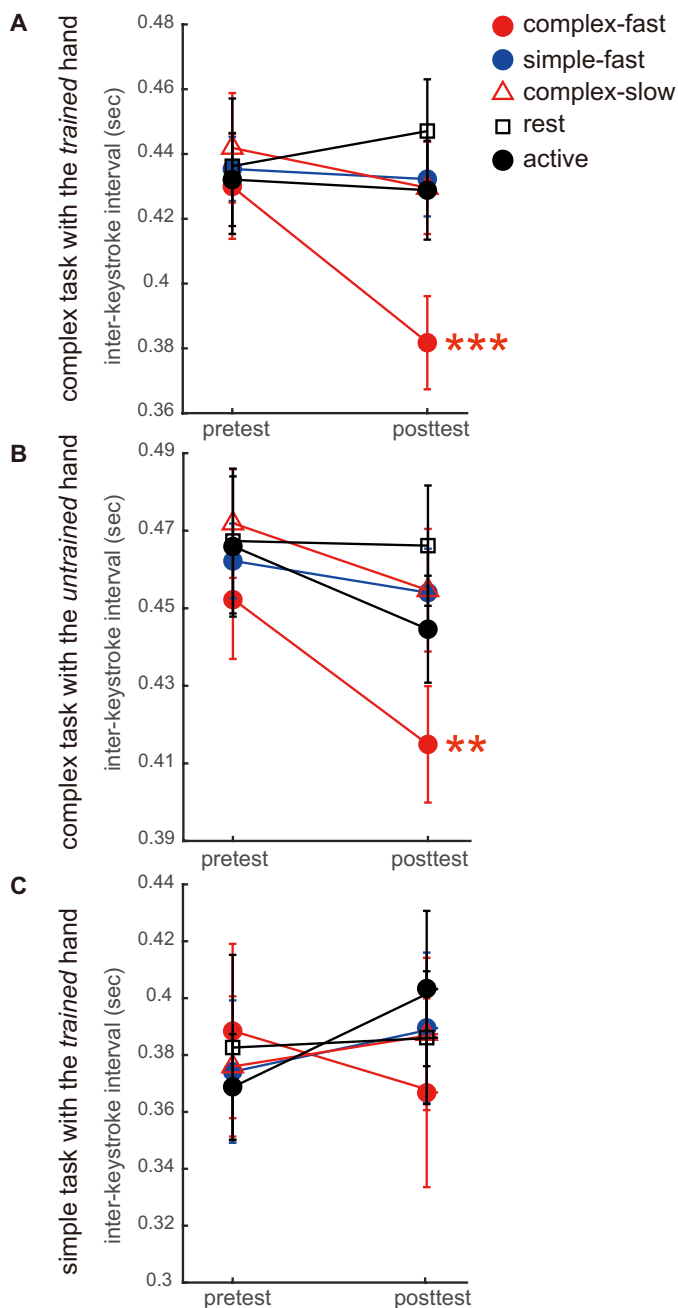 A
complex task with the trained hand
inter-keystroke interval (sec)
0.48
0.46
0.44
0.42
0.4
0.38
0.36
pretest
posttest
***
complex-fast
simple-fast
complex-slow
rest
active
B
complex task with the untrained hand
inter-keystroke interval (sec)
0.49
0.47
0.45
0.43
0.41
0.39
pretest
posttest
**
C
simple task with the trained hand
inter-keystroke interval (sec)
0.44
0.42
0.4
0.38
0.36
0.34
0.32
0.3
pretest
posttest